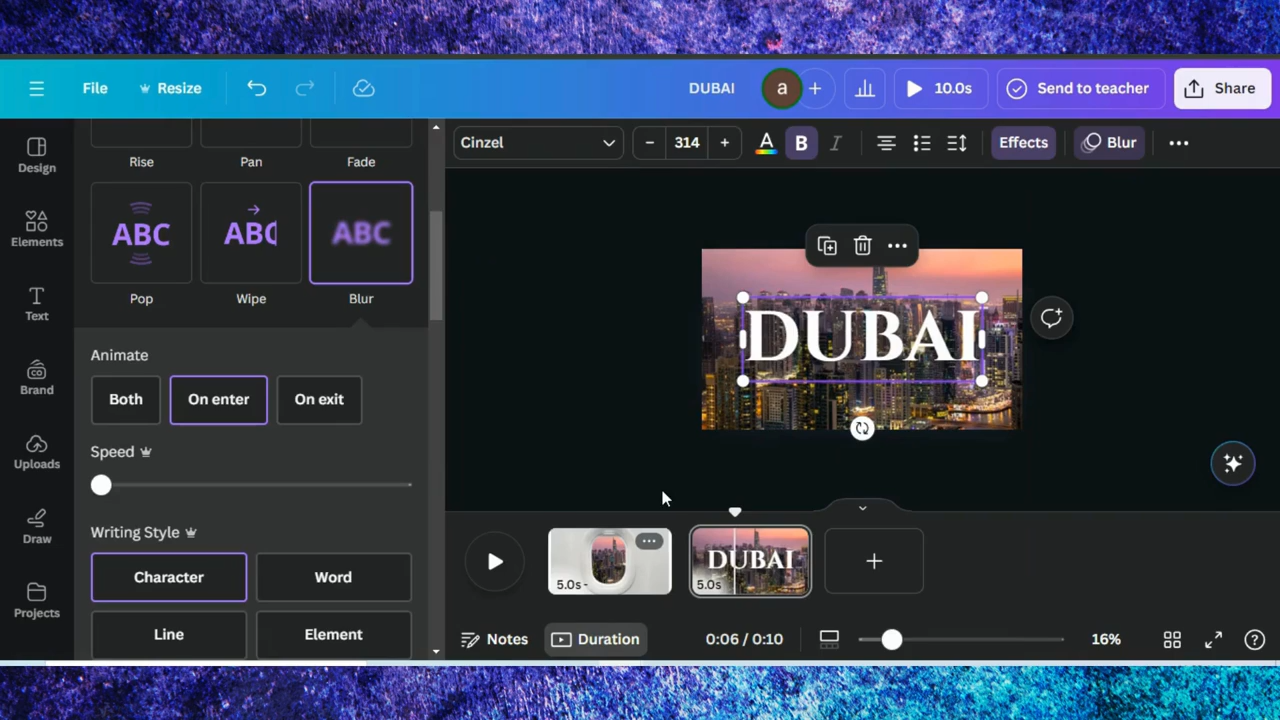 File
Resize
DUBAI
a
10.0s
Send to teacher
Share
Design
Elements
Text
Brand
Uploads
Draw
Projects
Rise
Pan
Fade
ABC
ABC
ABC
Pop
Wipe
Blur
Animate
Both
On enter
On exit
Speed
Writing Style
Character
Word
Line
Element
Cinzel
314
A
B
I
Effects
Blur
DUBAI
5.0s
DUBAI
5.0s
Notes
Duration
0:06 / 0:10
16%